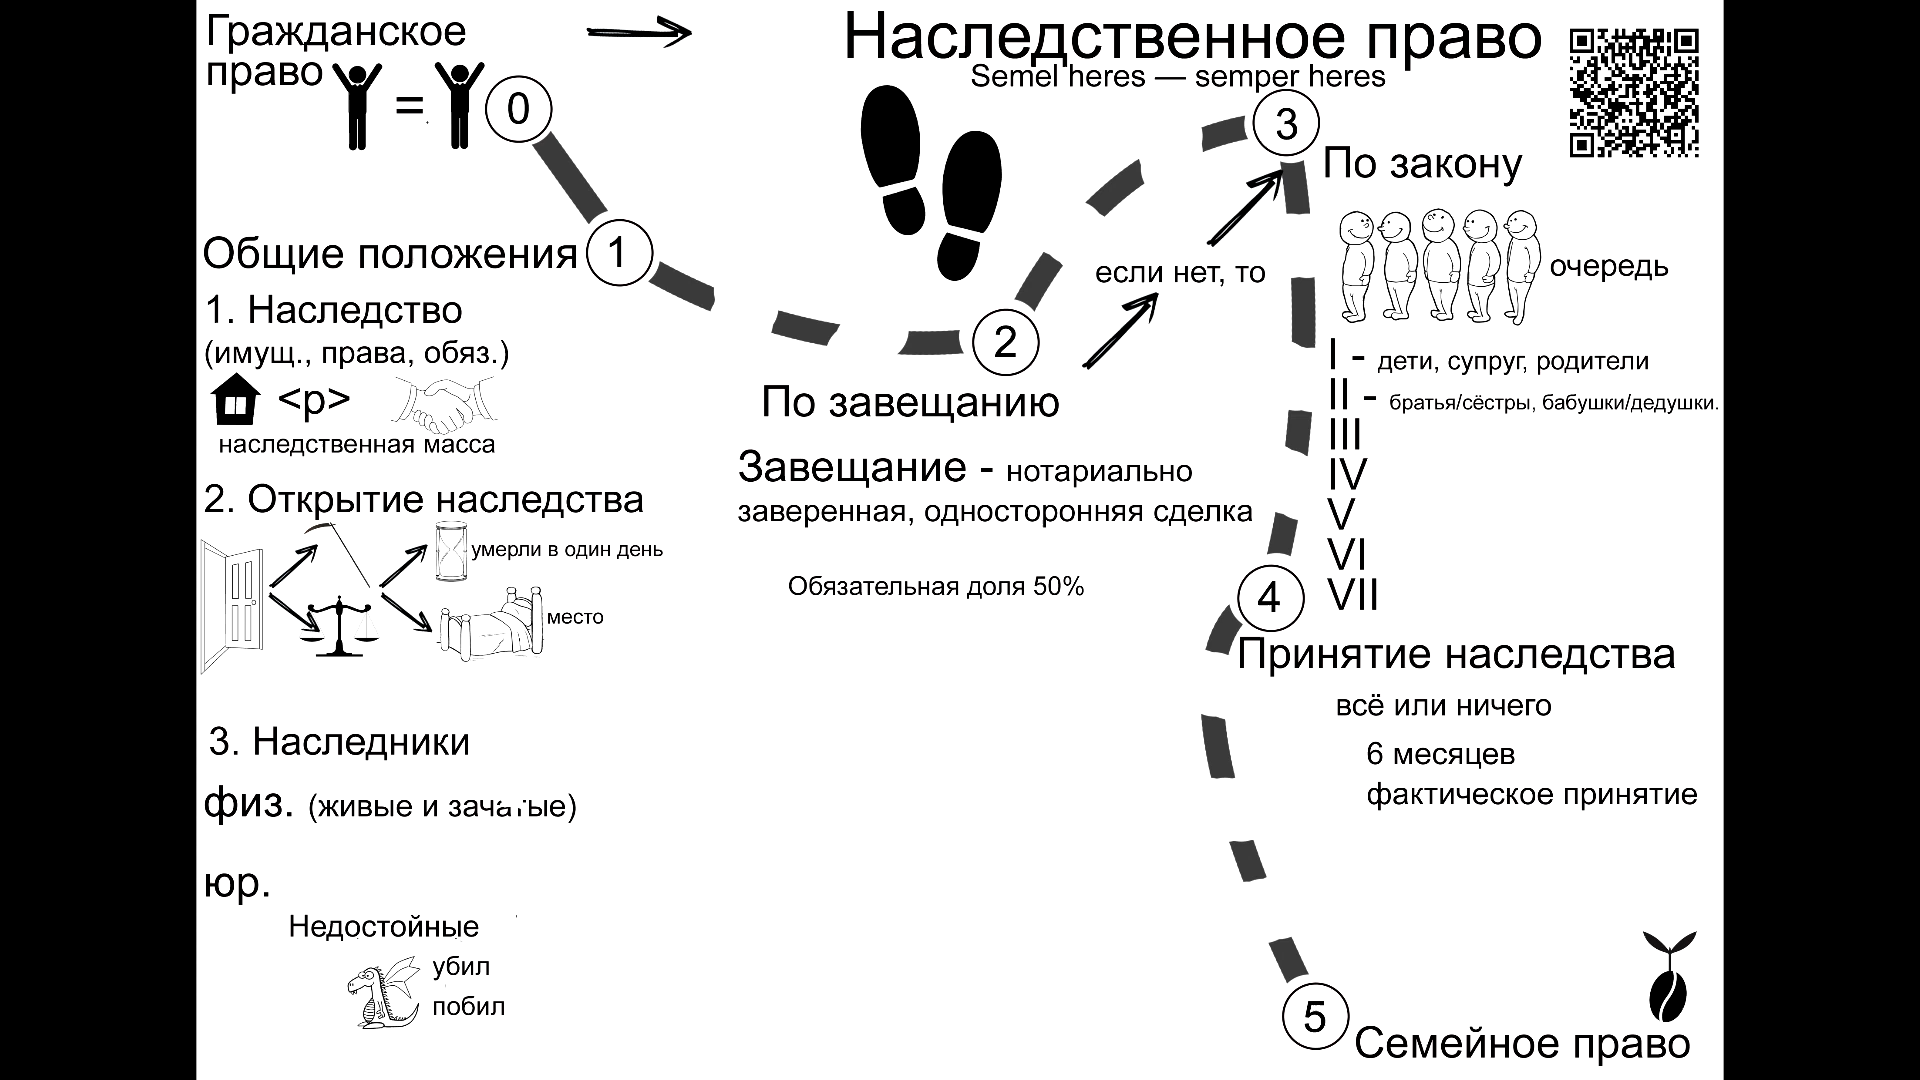 Гражданское
право
=
0
Наследственное право
Semel heres — semper heres
Общие положения
1
1. Наследство
(имущ., права, обяз.)
<р>
наследственная масса
2. Открытие наследства
умерли в один день
место
3. Наследники
физ. (живые и зачатые)
юр.
Недостойные
убил
побил
2
По завещанию
Завещание - нотариально
заверенная, односторонняя сделка
Обязательная доля 50%
если нет, то
3
По закону
очередь
I - дети, супруг, родители
II - братья/сёстры, бабушки/дедушки.
III
IV
V
VI
VII
4
Принятие наследства
всё или ничего
6 месяцев
фактическое принятие
5
Семейное право